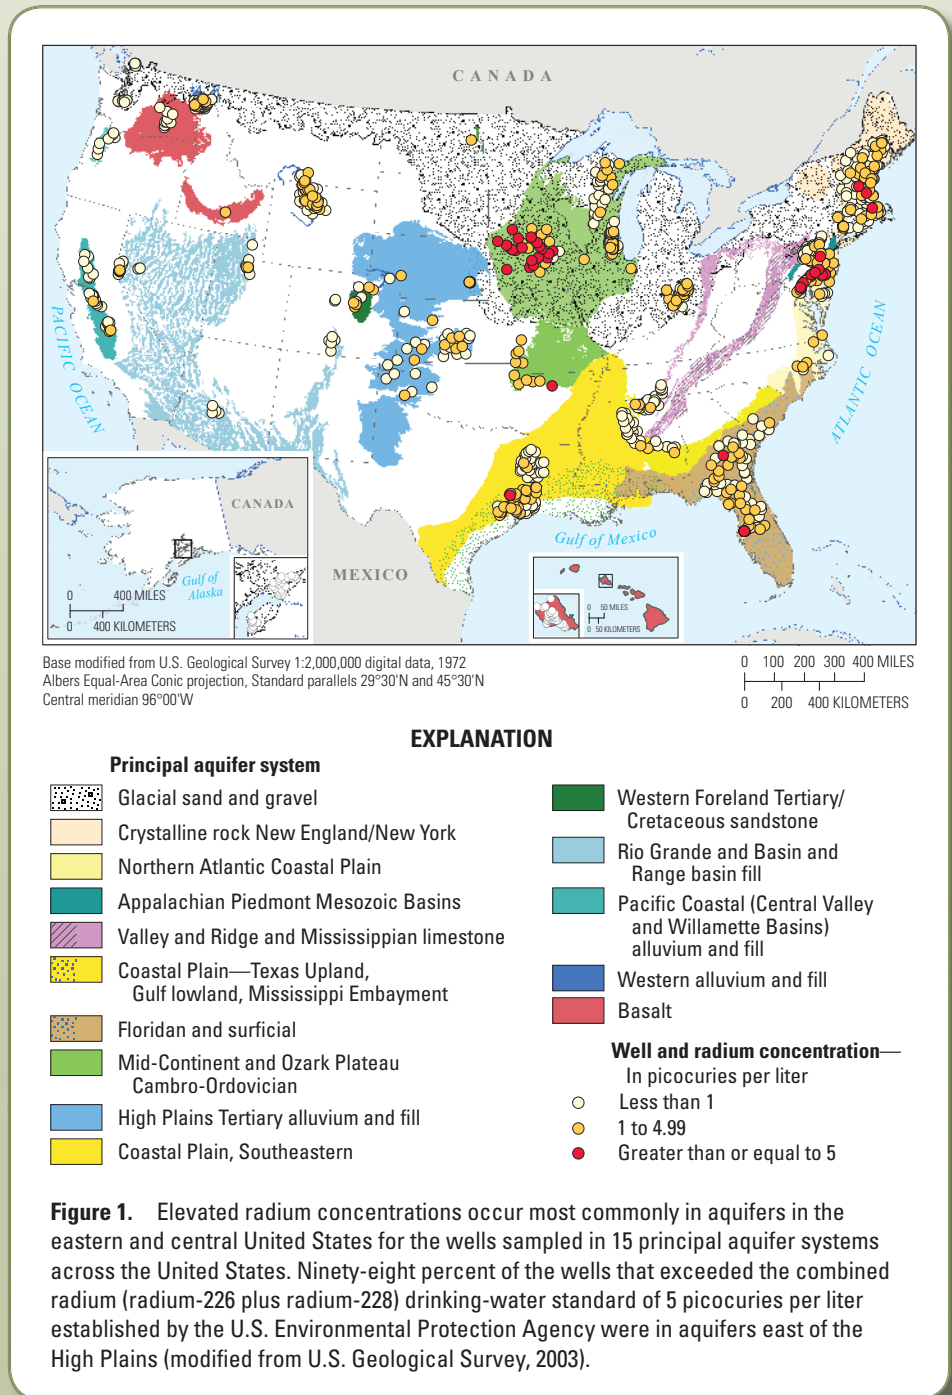 CANADA
PACIFIC OCEAN
ATLANTIC OCEAN
CANADA
Gulf of
Alaska
0 400 MILES
0 400 KILOMETERS
MEXICO
Gulf of Mexico
0 50 MILES
0 50 KILOMETERS
Base modified from U.S. Geological Survey 1:2,000,000 digital data, 1972
Albers Equal-Area Conic projection, Standard parallels 29°30'N and 45°30'N
Central meridian 96°00'W
0 100 200 300 400 MILES
0 200 400 KILOMETERS
EXPLANATION
Principal aquifer system
Glacial sand and gravel
Crystalline rock New England/New York
Northern Atlantic Coastal Plain
Appalachian Piedmont Mesozoic Basins
Valley and Ridge and Mississippian limestone
Coastal Plain—Texas Upland,
Gulf lowland, Mississippi Embayment
Floridan and surficial
Mid-Continent and Ozark Plateau
Cambro-Ordovician
High Plains Tertiary alluvium and fill
Coastal Plain, Southeastern
Western Foreland Tertiary/
Cretaceous sandstone
Rio Grande and Basin and
Range basin fill
Pacific Coastal (Central Valley
and Willamette Basins)
alluvium and fill
Western alluvium and fill
Basalt
Well and radium concentration—
In picocuries per liter
Less than 1
1 to 4.99
Greater than or equal to 5
Figure 1. Elevated radium concentrations occur most commonly in aquifers in the
eastern and central United States for the wells sampled in 15 principal aquifer systems
across the United States. Ninety-eight percent of the wells that exceeded the combined
radium (radium-226 plus radium-228) drinking-water standard of 5 picocuries per liter
established by the U.S. Environmental Protection Agency were in aquifers east of the
High Plains (modified from U.S. Geological Survey, 2003).